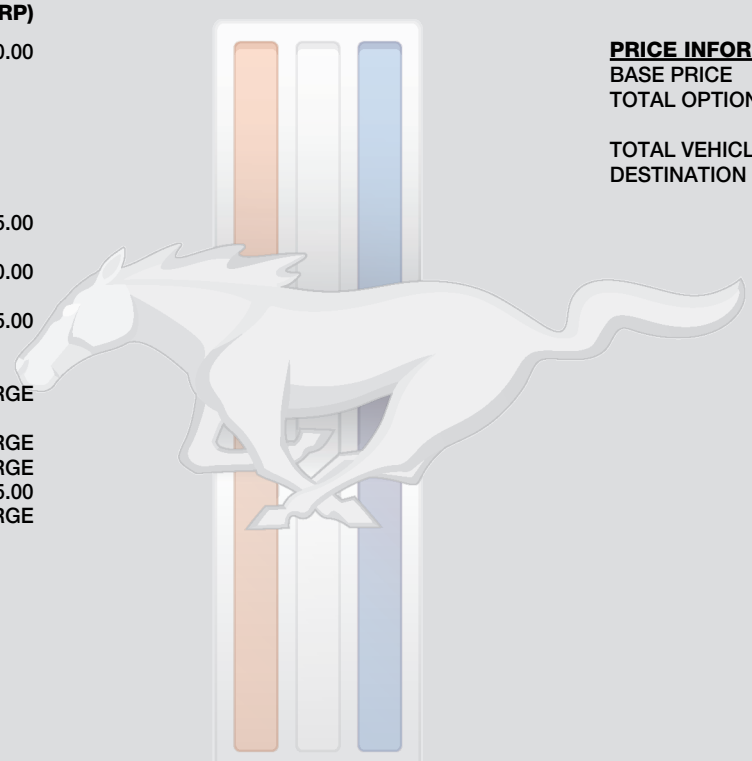 RP)
0.00
5.00
0.00
5.00
RGE
RGE
RGE
5.00
RGE
PRICE INFOR
BASE PRICE
TOTAL OPTION
TOTAL VEHICL
DESTINATION